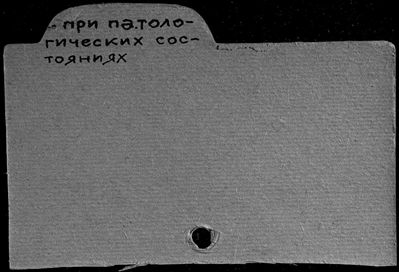 - при патоло-
гических сос-
тояниях